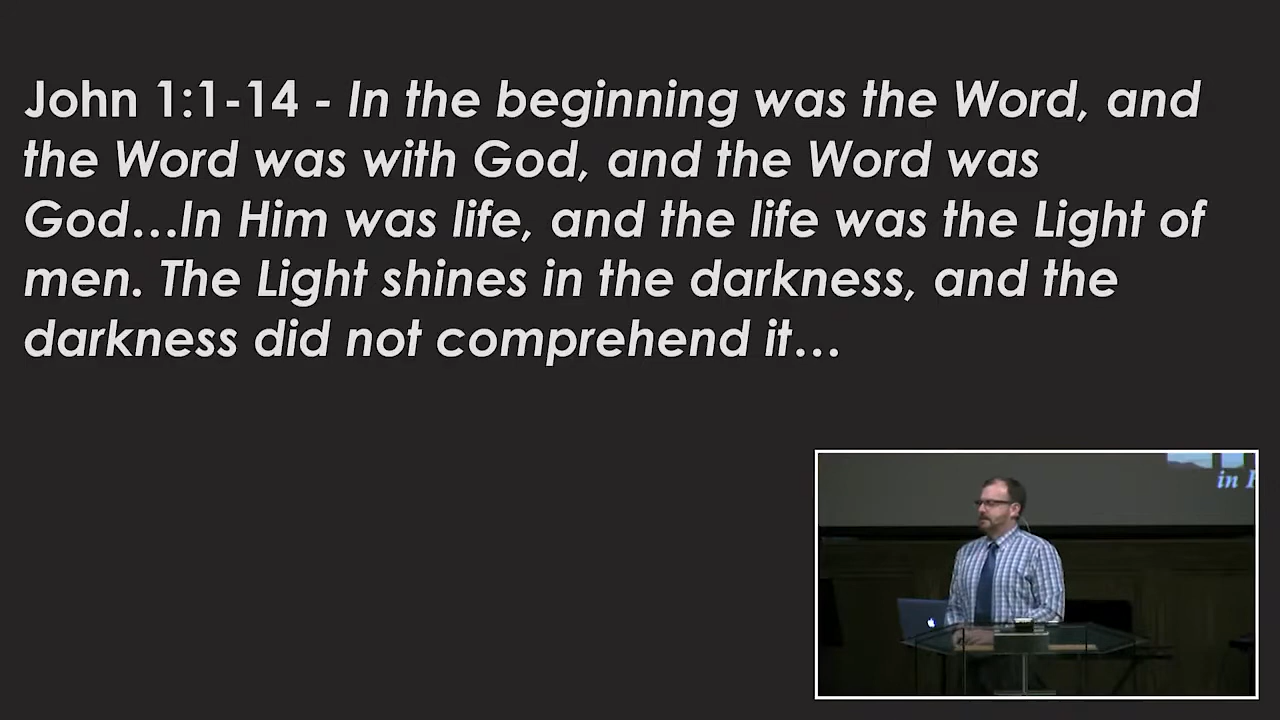 John 1:1-14 - In the beginning was the Word, and
the Word was with God, and the Word was
God…In Him was life, and the life was the Light of
men. The Light shines in the darkness, and the
darkness did not comprehend it…
in